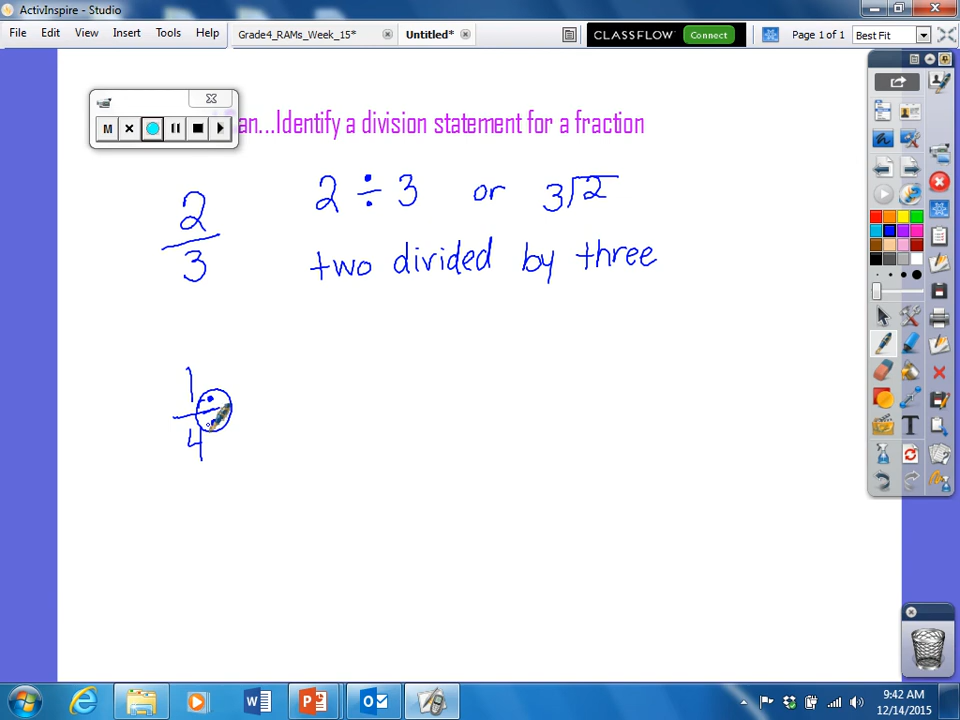 ActivInspire - Studio
File Edit View Insert Tools Help
Grade4_RAMs_Week_15*
Untitled*
CLASSFLOW Connect
Page 1 of 1
Best Fit
an...Identify a division statement for a fraction
M
2/3
2 ÷ 3 or 3⟌2
two divided by three
1/4
÷
T
W
P
9:42 AM
12/14/2015